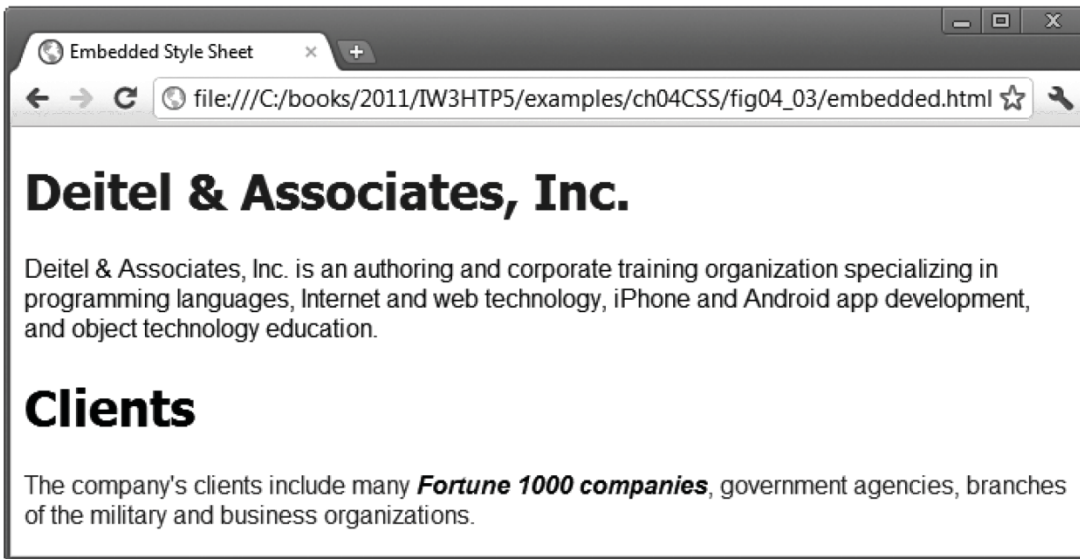 Embedded Style Sheet
file:///C:/books/2011/IW3HTP5/examples/ch04CSS/fig04_03/embedded.html
Deitel & Associates, Inc.
Deitel & Associates, Inc. is an authoring and corporate training organization specializing in
programming languages, Internet and web technology, iPhone and Android app development,
and object technology education.
Clients
The company's clients include many Fortune 1000 companies, government agencies, branches
of the military and business organizations.